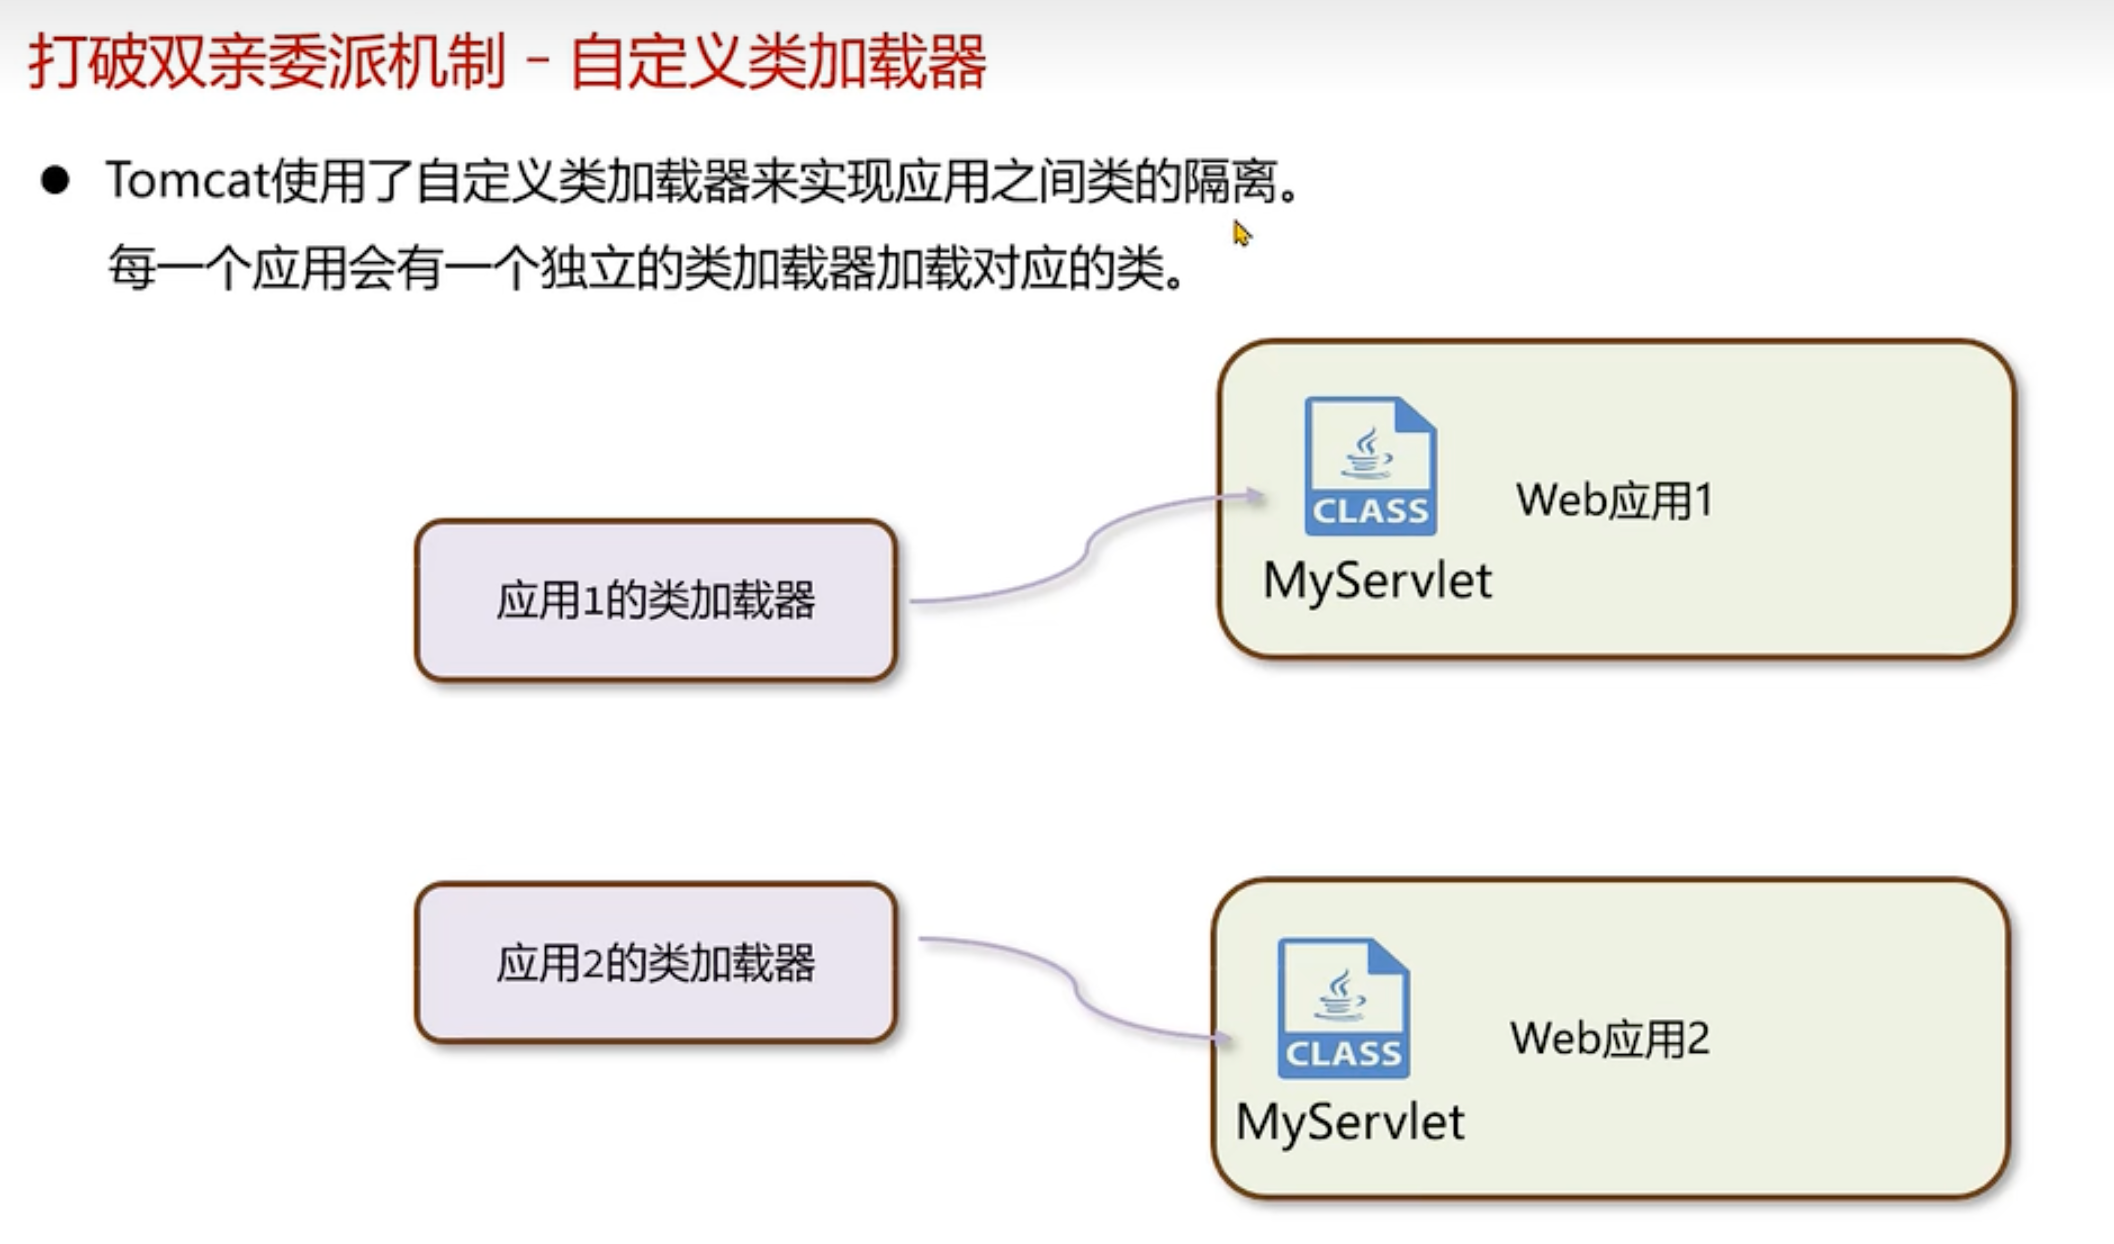 打破双亲委派机制 - 自定义类加载器
● Tomcat使用了自定义类加载器来实现应用之间类的隔离。
每一个应用会有一个独立的类加载器加载对应的类。
应用1的类加载器
CLASS
MyServlet
Web应用1
应用2的类加载器
CLASS
MyServlet
Web应用2